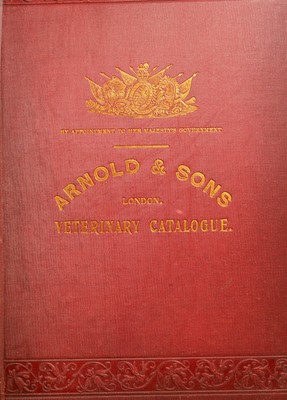 BY APPOINTMENT TO HER MAJESTY'S GOVERNMENT
ARNOLD & SONS
LONDON,
VETERINARY CATALOGUE.